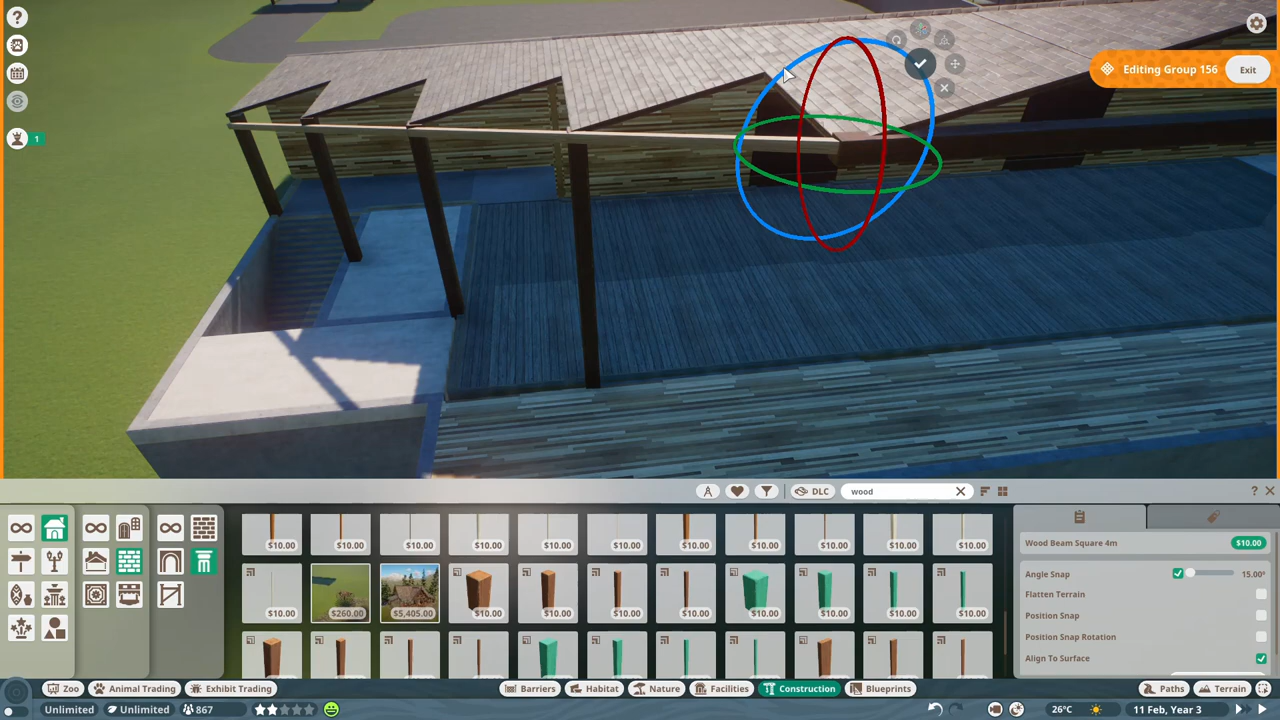 ?
Editing Group 156
Exit
1
DLC
wood
?
$10.00 $10.00 $10.00 $10.00 $10.00 $10.00 $10.00 $10.00 $10.00 $10.00 $10.00
$10.00 $260.00 $5,405.00 $10.00 $10.00 $10.00 $10.00 $10.00 $10.00 $10.00 $10.00
Wood Beam Square 4m $10.00
Angle Snap 15.00°
Flatten Terrain
Position Snap
Position Snap Rotation
Align To Surface
Zoo Animal Trading Exhibit Trading Barriers Habitat Nature Facilities Construction Blueprints Paths Terrain
Unlimited Unlimited 867 26°C 11 Feb, Year 3